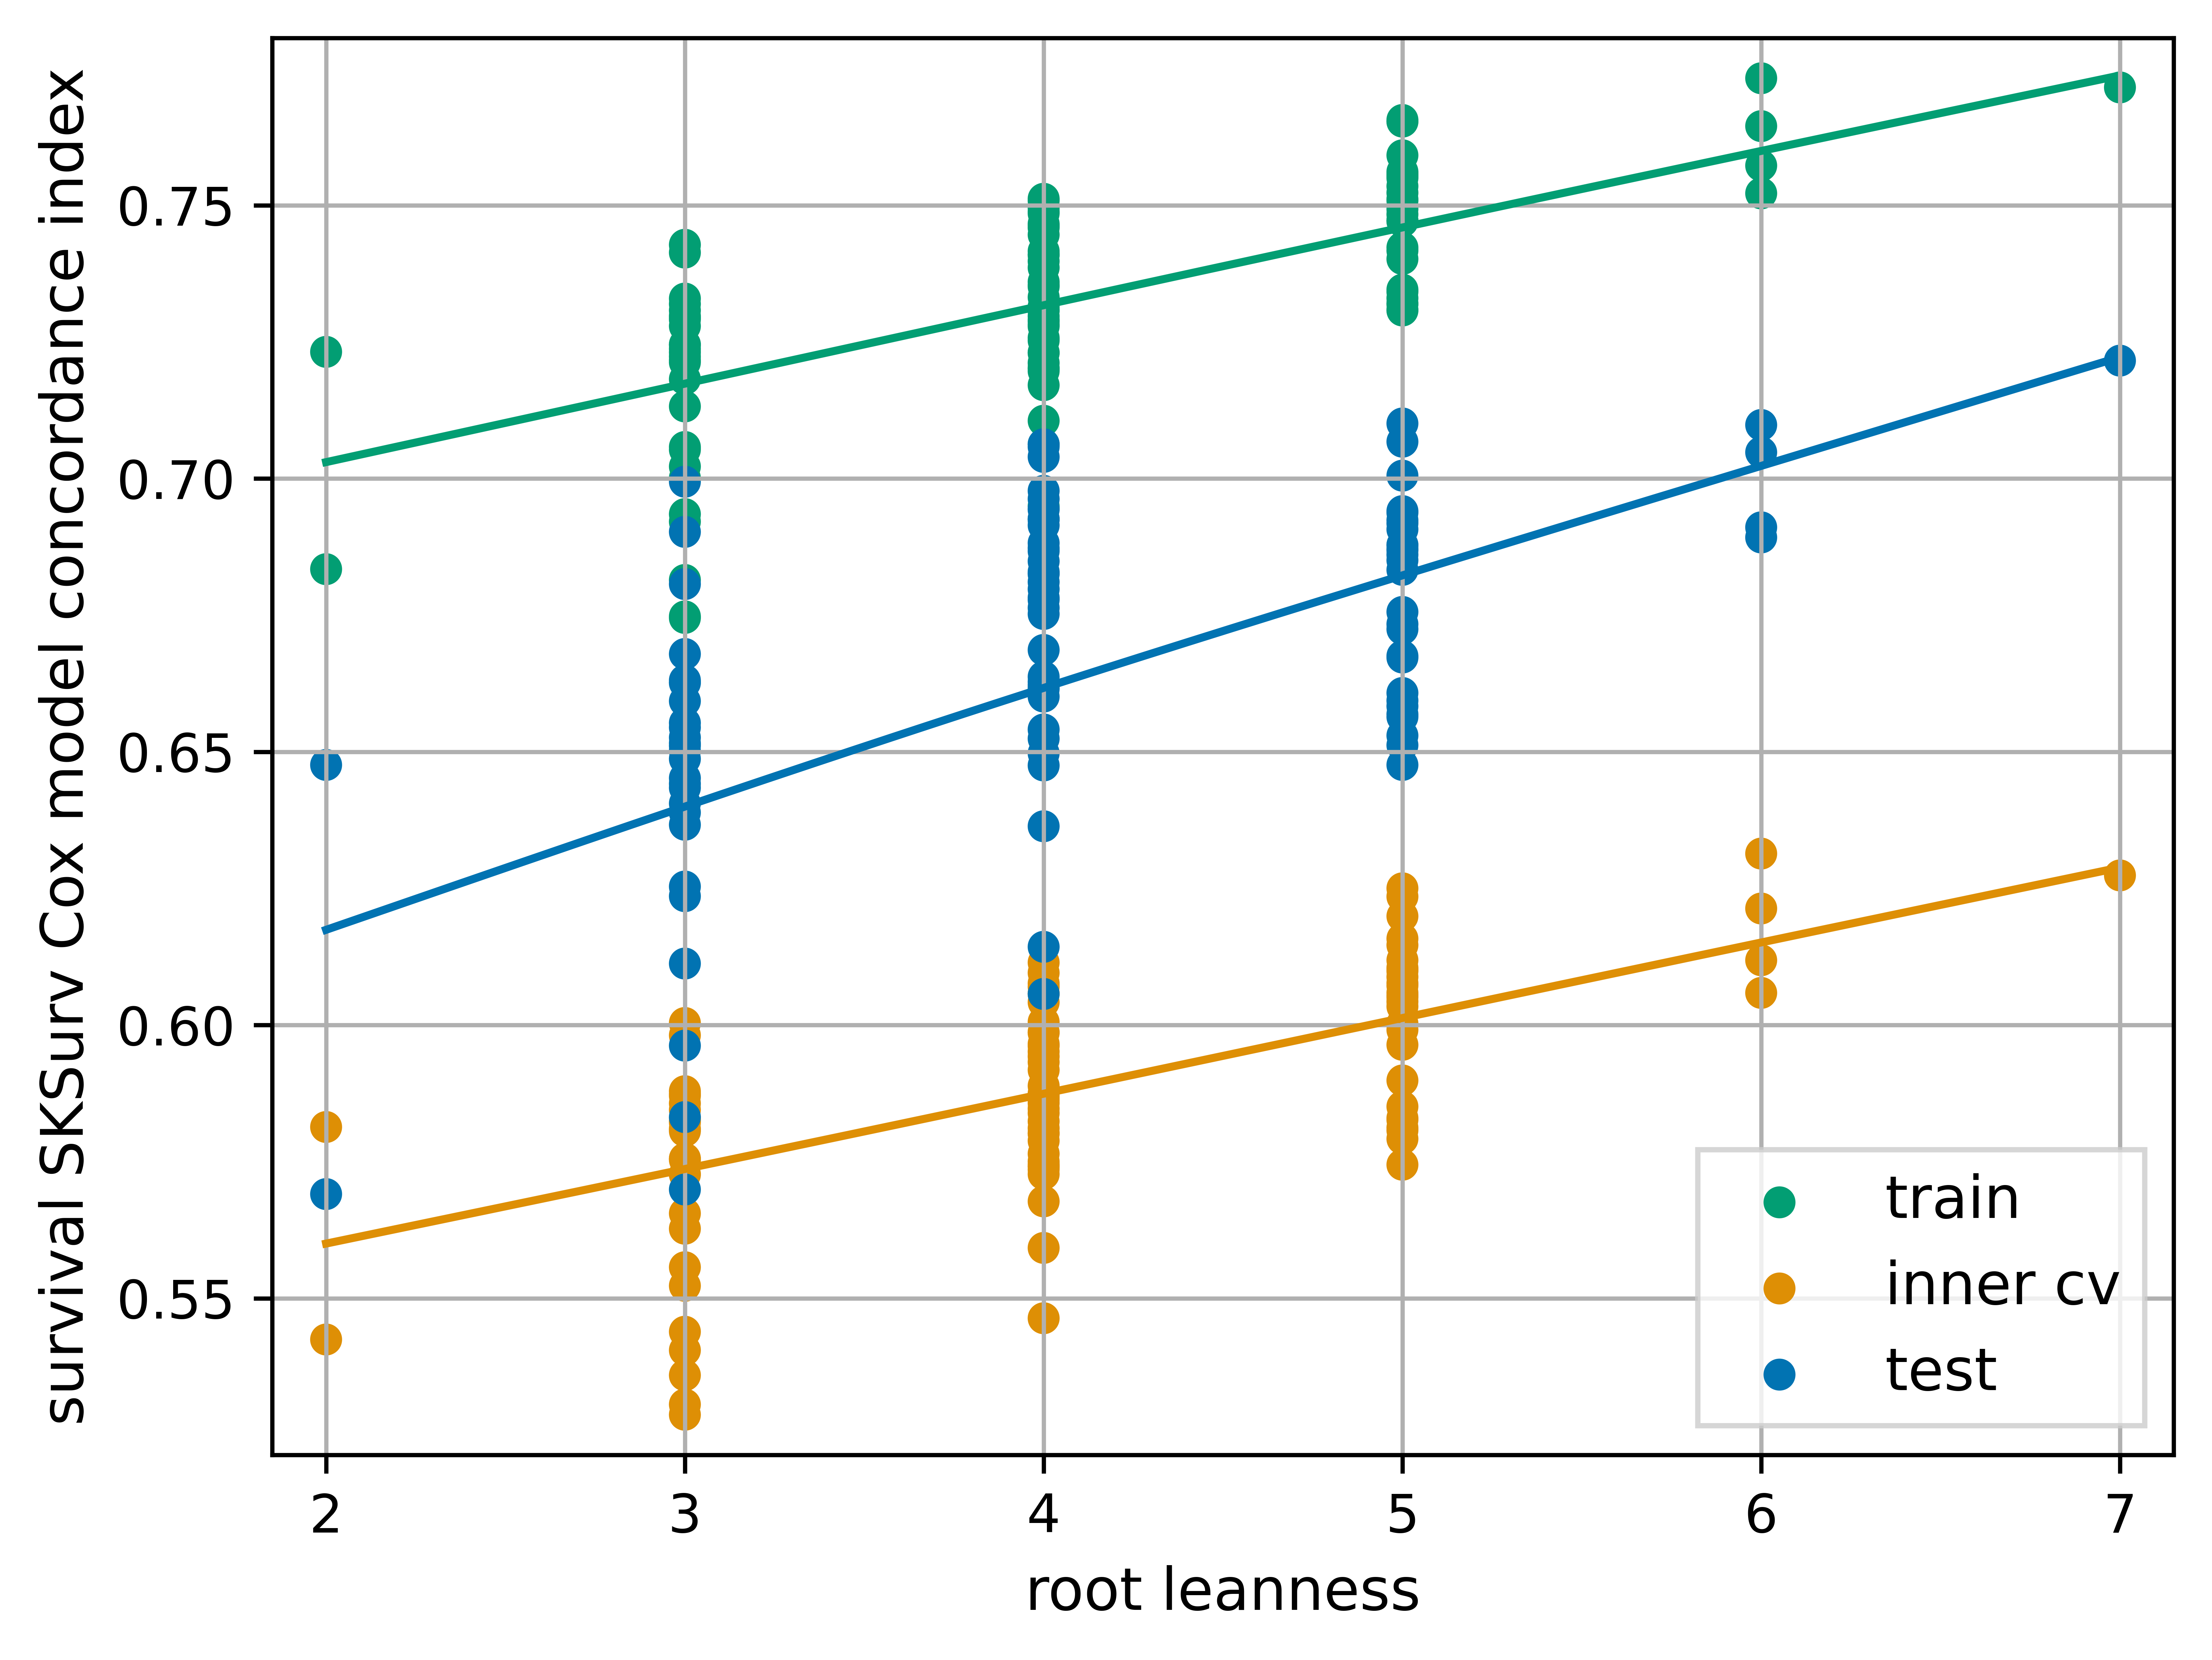 survival SKSurv Cox model concordance index
0.75
0.70
0.65
0.60
0.55
2 3 4 5 6 7
root leanness
train
inner cv
test